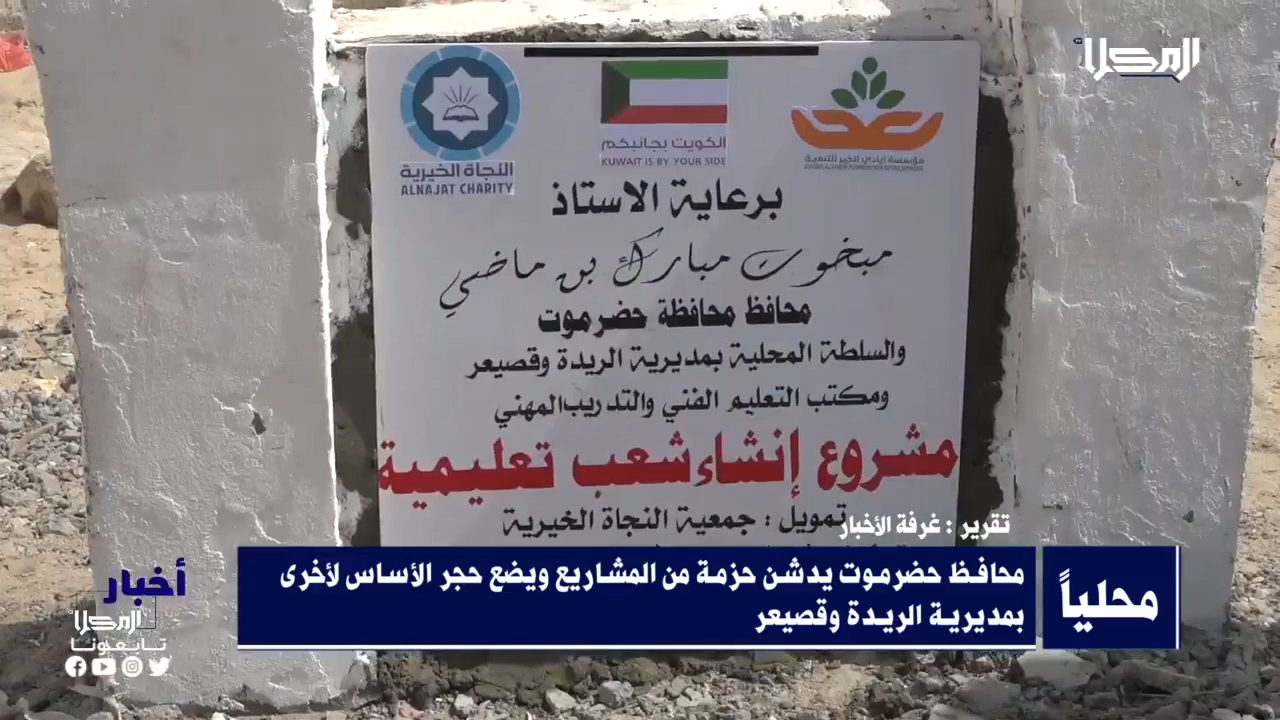 المكلا
النجاة الخيرية
ALNAJAT CHARITY
الكويت بجانبكم
KUWAIT IS BY YOUR SIDE
مؤسسة أيادي الخير للتنمية
برعاية الاستاذ
مبخوت مبارك بن ماضي
محافظ محافظة حضرموت
والسلطة المحلية بمديرية الريدة وقصيعر
ومكتب التعليم الفني والتدريب المهني
مشروع إنشاء شعب تعليمية
تمويل : جمعية النجاة الخيرية
تقرير : غرفة الأخبار
محلياً
محافظ حضرموت يدشن حزمة من المشاريع ويضع حجر الأساس لأخرى
بمديرية الريدة وقصيعر
أخبار
المكلا
تابعونا